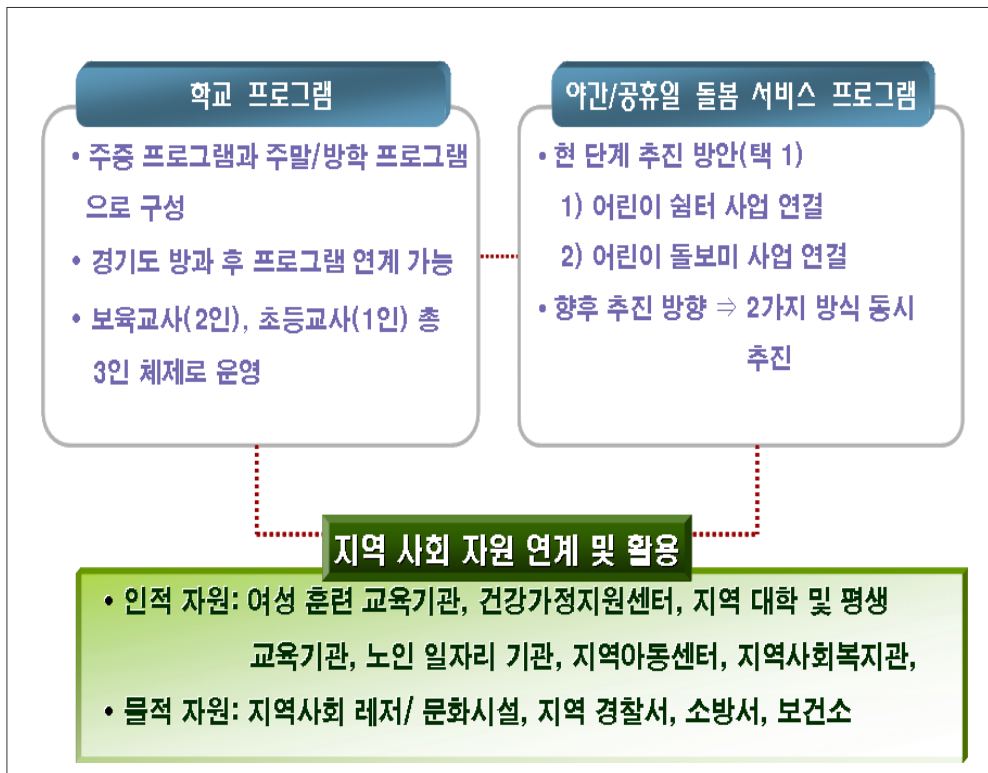 학교 프로그램
• 주중 프로그램과 주말/방학 프로그램
으로 구성
• 경기도 방과 후 프로그램 연계 가능
• 보육교사(2인), 초등교사(1인) 총
3인 체제로 운영
야간/공휴일 돌봄 서비스 프로그램
• 현 단계 추진 방안(택 1)
1) 어린이 쉼터 사업 연결
2) 어린이 돌보미 사업 연결
• 향후 추진 방향 ⇒ 2가지 방식 동시
추진
지역 사회 자원 연계 및 활용
• 인적 자원: 여성 훈련 교육기관, 건강가정지원센터, 지역 대학 및 평생
교육기관, 노인 일자리 기관, 지역아동센터, 지역사회복지관,
• 물적 자원: 지역사회 레저/ 문화시설, 지역 경찰서, 소방서, 보건소